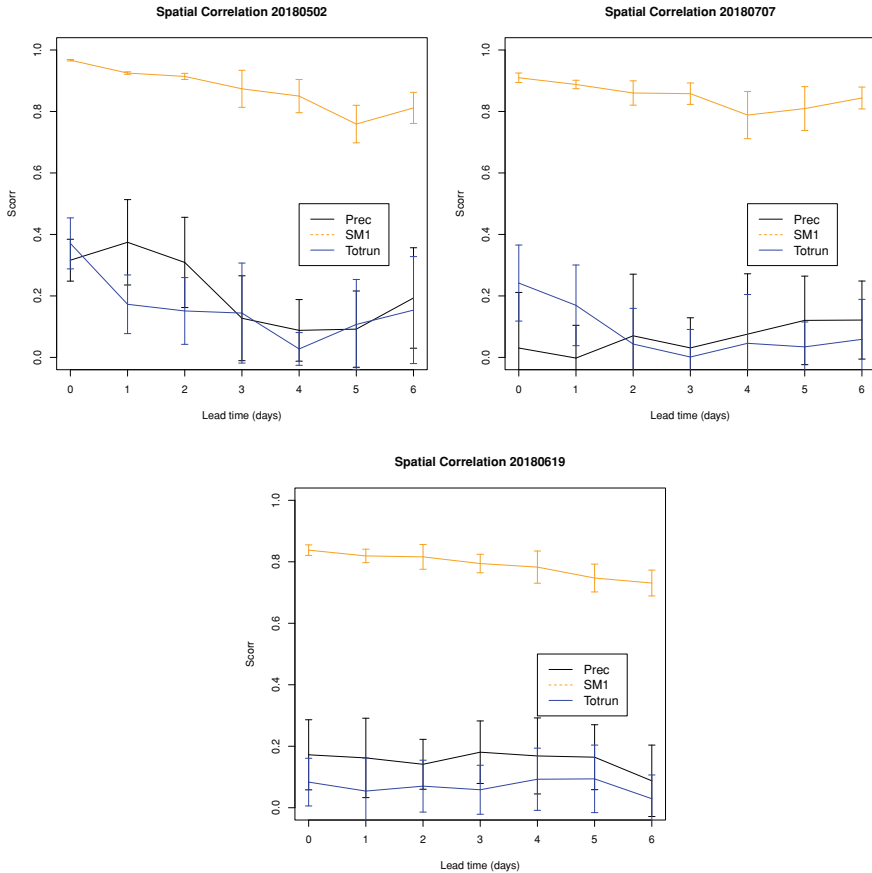 Spatial Correlation 20180502
Scorr
1.0
0.8
0.6
0.4
0.2
0.0
Prec
SM1
Totrun
0 1 2 3 4 5 6
Lead time (days)
Spatial Correlation 20180707
Scorr
1.0
0.8
0.6
0.4
0.2
0.0
Prec
SM1
Totrun
0 1 2 3 4 5 6
Lead time (days)
Spatial Correlation 20180619
Scorr
1.0
0.8
0.6
0.4
0.2
0.0
Prec
SM1
Totrun
0 1 2 3 4 5 6
Lead time (days)